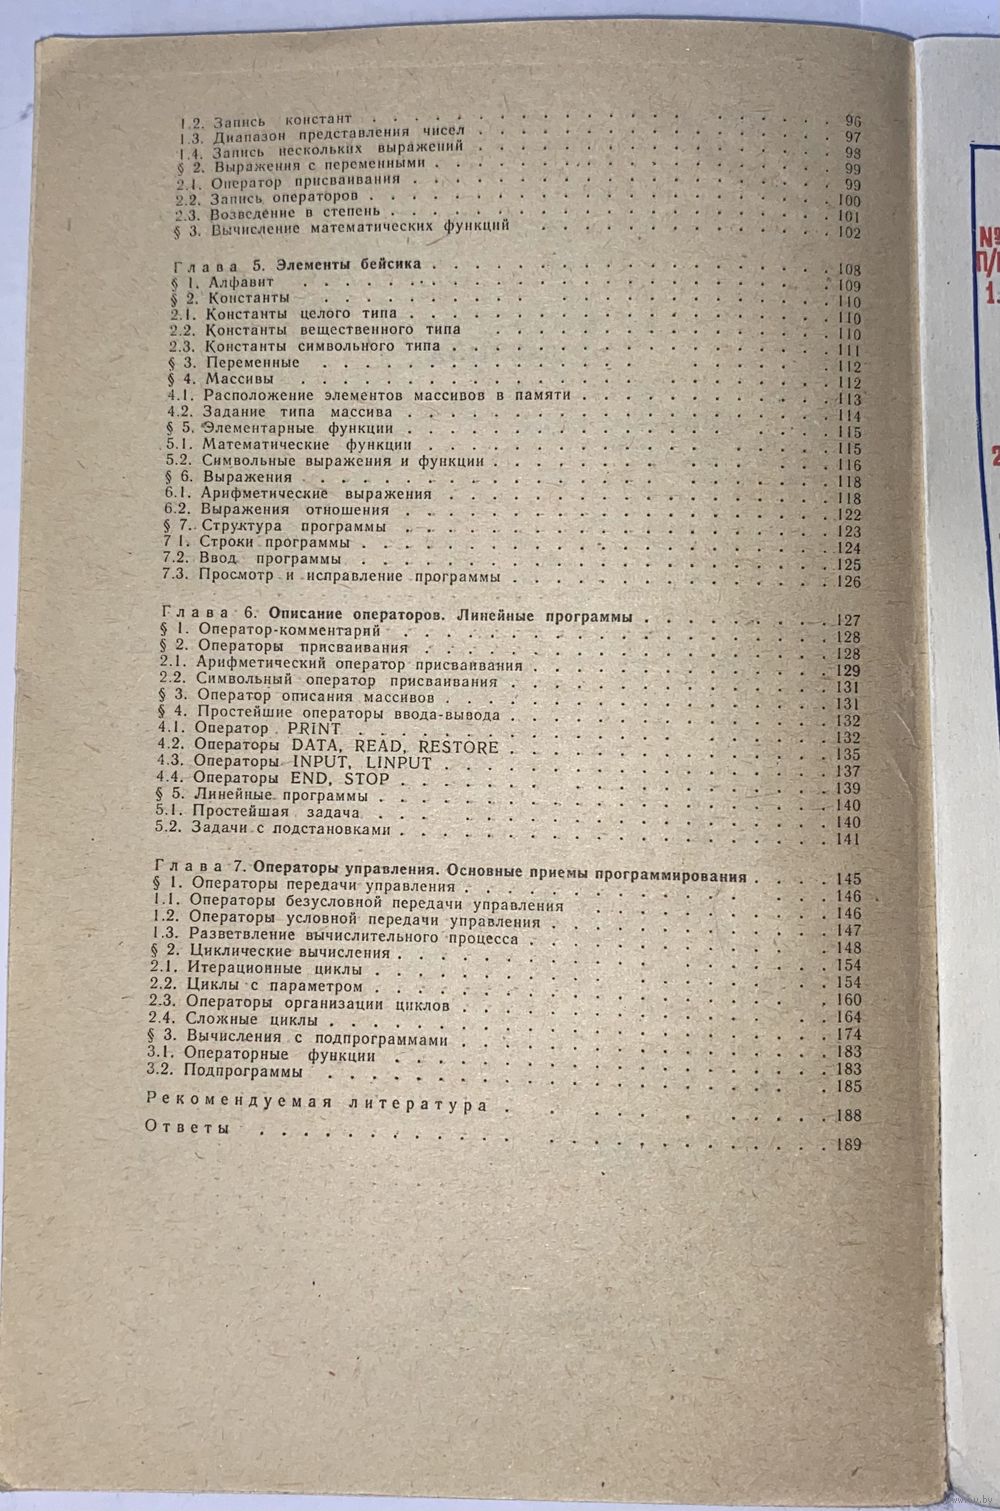 1.2. Запись констант 96
1.3. Диапазон представления чисел 97
1.4. Запись нескольких выражений 98
§ 2. Выражения с переменными 99
2.1. Оператор присваивания 99
2.2. Запись операторов 100
2.3. Возведение в степень 101
§ 3. Вычисление математических функций 102
Глава 5. Элементы бейсика 108
§ 1. Алфавит 109
§ 2. Константы 110
2.1. Константы целого типа 110
2.2. Константы вещественного типа 110
2.3. Константы символьного типа 111
§ 3. Переменные 112
§ 4. Массивы 112
4.1. Расположение элементов массивов в памяти 113
4.2. Задание типа массива 114
§ 5. Элементарные функции 115
5.1. Математические функции 115
5.2. Символьные выражения и функции 116
§ 6. Выражения 118
6.1. Арифметические выражения 118
6.2. Выражения отношения 122
§ 7. Структура программы 123
7 1. Строки программы 124
7.2. Ввод программы 125
7.3. Просмотр и исправление программы 126
Глава 6. Описание операторов. Линейные программы 127
§ 1. Оператор-комментарий 128
§ 2. Операторы присваивания 128
2.1. Арифметический оператор присваивания 129
2.2. Символьный оператор присваивания 131
§ 3. Оператор описания массивов 131
§ 4. Простейшие операторы ввода-вывода 132
4.1. Оператор PRINT 132
4.2. Операторы DATA, READ, RESTORE 135
4.3. Операторы INPUT, LINPUT 137
4.4. Операторы END, STOP 139
§ 5. Линейные программы 140
5.1. Простейшая задача 140
5.2. Задачи с подстановками 141
Глава 7. Операторы управления. Основные приемы программирования 145
§ 1. Операторы передачи управления 146
1.1. Операторы безусловной передачи управления 146
1.2. Операторы условной передачи управления 147
1.3. Разветвление вычислительного процесса 148
§ 2. Циклические вычисления 154
2.1. Итерационные циклы 154
2.2. Циклы с параметром 160
2.3. Операторы организации циклов 164
2.4. Сложные циклы 174
§ 3. Вычисления с подпрограммами 183
3.1. Операторные функции 183
3.2. Подпрограммы 185
Рекомендуемая литература 188
Ответы 189
№
П/
1.
2